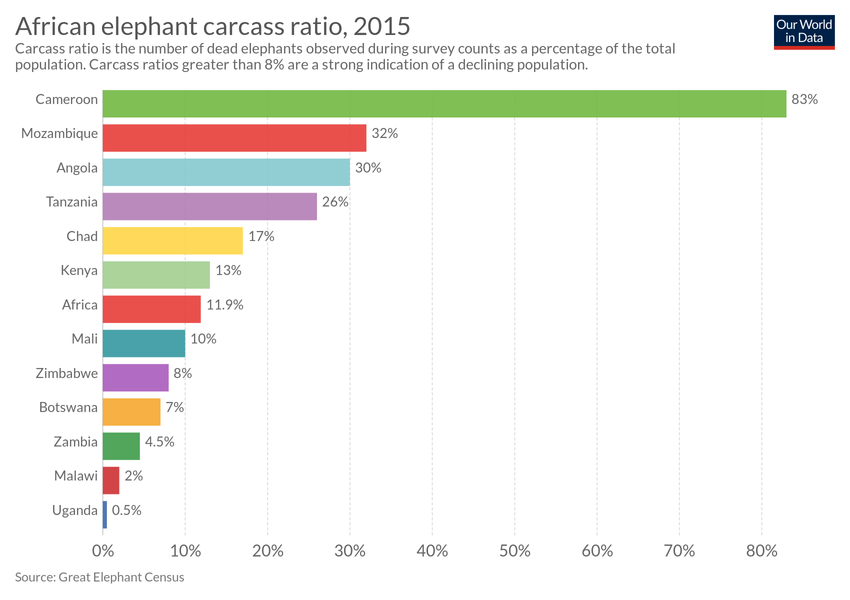 African elephant carcass ratio, 2015
Our World
in Data
Carcass ratio is the number of dead elephants observed during survey counts as a percentage of the total
population. Carcass ratios greater than 8% are a strong indication of a declining population.
Cameroon 83%
Mozambique 32%
Angola 30%
Tanzania 26%
Chad 17%
Kenya 13%
Africa 11.9%
Mali 10%
Zimbabwe 8%
Botswana 7%
Zambia 4.5%
Malawi 2%
Uganda 0.5%
0% 10% 20% 30% 40% 50% 60% 70% 80%
Source: Great Elephant Census